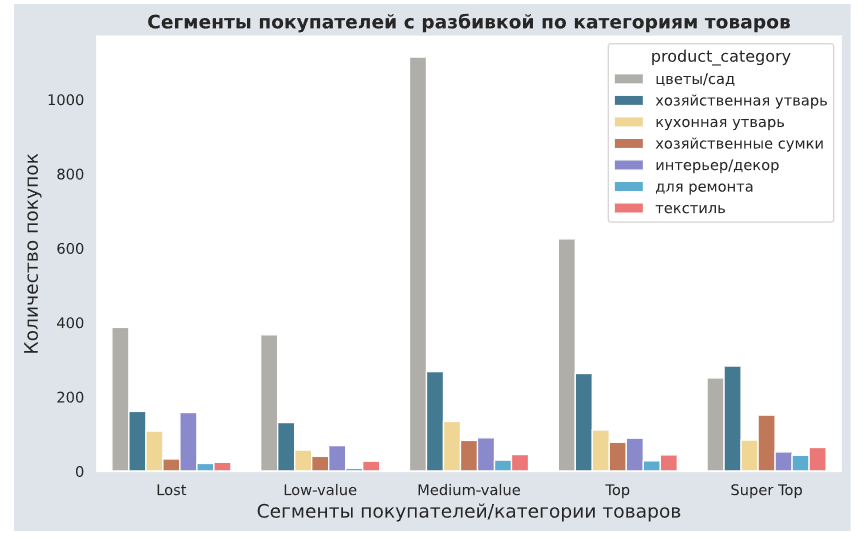 Сегменты покупателей с разбивкой по категориям товаров
product_category
цветы/сад
хозяйственная утварь
кухонная утварь
хозяйственные сумки
интерьер/декор
для ремонта
текстиль
Количество покупок
1000
800
600
400
200
0
Lost Low-value Medium-value Top Super Top
Сегменты покупателей/категории товаров